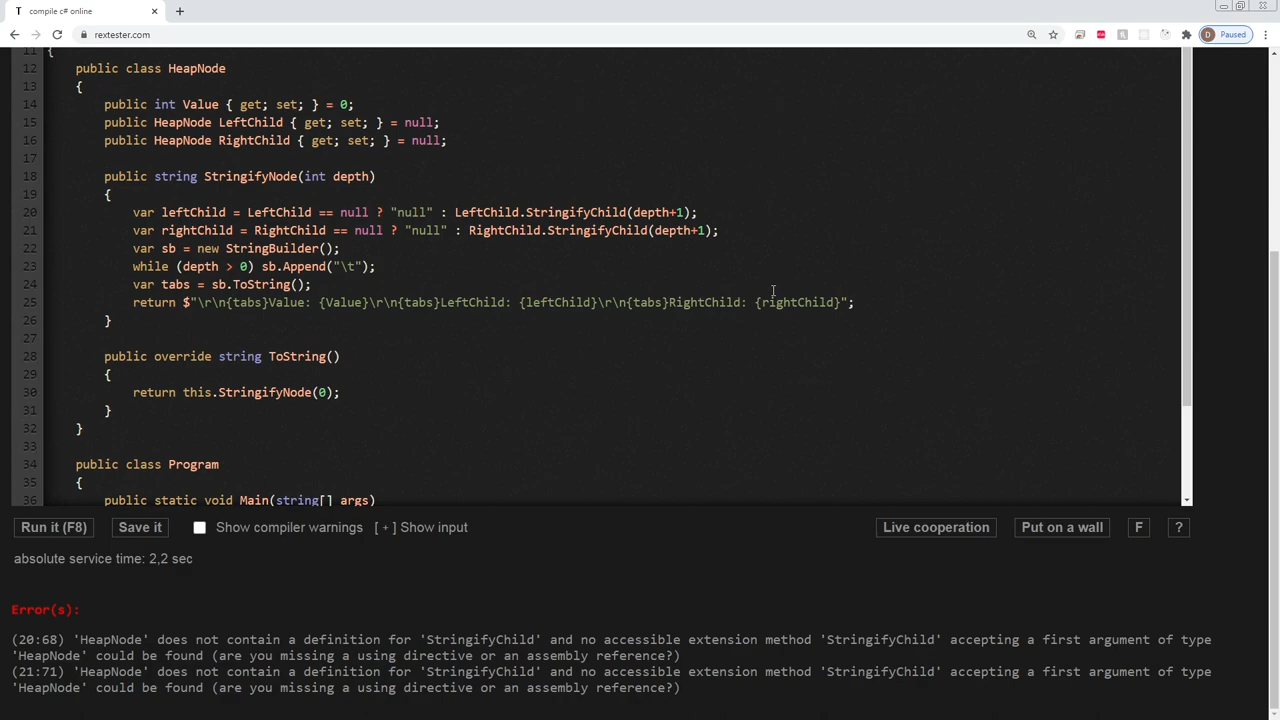 compile c# online
rextester.com
Paused
11 {
12 public class HeapNode
13 {
14 public int Value { get; set; } = 0;
15 public HeapNode LeftChild { get; set; } = null;
16 public HeapNode RightChild { get; set; } = null;
17
18 public string StringifyNode(int depth)
19 {
20 var leftChild = LeftChild == null ? "null" : LeftChild.StringifyChild(depth+1);
21 var rightChild = RightChild == null ? "null" : RightChild.StringifyChild(depth+1);
22 var sb = new StringBuilder();
23 while (depth > 0) sb.Append("\t");
24 var tabs = sb.ToString();
25 return $"\r\n{tabs}Value: {Value}\r\n{tabs}LeftChild: {leftChild}\r\n{tabs}RightChild: {rightChild}";
26 }
27
28 public override string ToString()
29 {
30 return this.StringifyNode(0);
31 }
32 }
33
34 public class Program
35 {
36 public static void Main(string[] args)
Run it (F8) Save it Show compiler warnings [ + ] Show input Live cooperation Put on a wall F ?
absolute service time: 2,2 sec
Error(s):
(20:68) 'HeapNode' does not contain a definition for 'StringifyChild' and no accessible extension method 'StringifyChild' accepting a first argument of type
'HeapNode' could be found (are you missing a using directive or an assembly reference?)
(21:71) 'HeapNode' does not contain a definition for 'StringifyChild' and no accessible extension method 'StringifyChild' accepting a first argument of type
'HeapNode' could be found (are you missing a using directive or an assembly reference?)